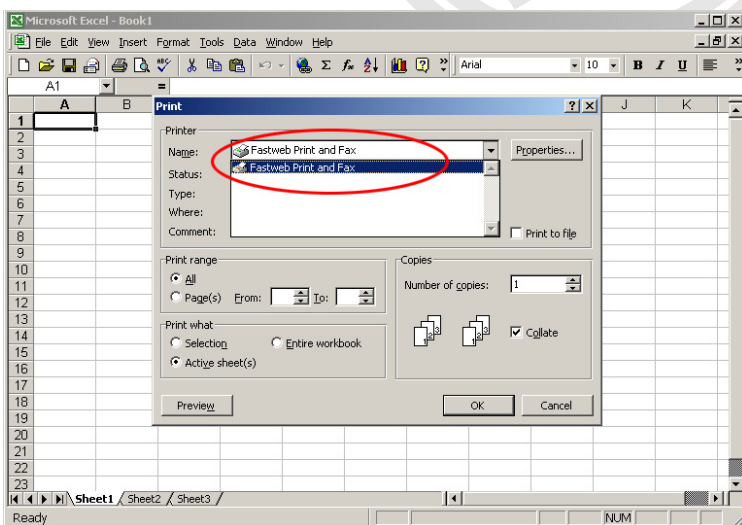 Microsoft Excel - Book1
File Edit View Insert Format Tools Data Window Help
Arial 10 B I U
A1 =
A B J K
Print
Printer
Name: Fastweb Print and Fax Properties...
Fastweb Print and Fax
Status:
Type:
Where:
Comment: Print to file
Print range
All
Page(s) From: To:
Copies
Number of copies: 1
Collate
Print what
Selection Entire workbook
Active sheet(s)
Preview OK Cancel
1
2
3
4
5
6
7
8
9
10
11
12
13
14
15
16
17
18
19
20
21
22
23
Sheet1 Sheet2 Sheet3
Ready NUM